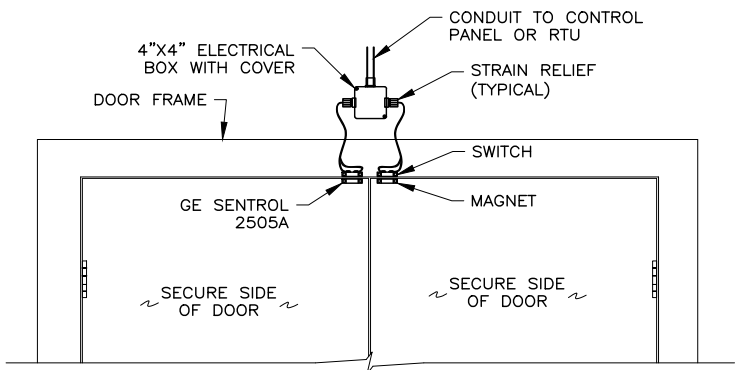 CONDUIT TO CONTROL
PANEL OR RTU
4"X4" ELECTRICAL
BOX WITH COVER
STRAIN RELIEF
(TYPICAL)
DOOR FRAME
SWITCH
GE SENTROL
2505A
MAGNET
SECURE SIDE
OF DOOR
SECURE SIDE
OF DOOR